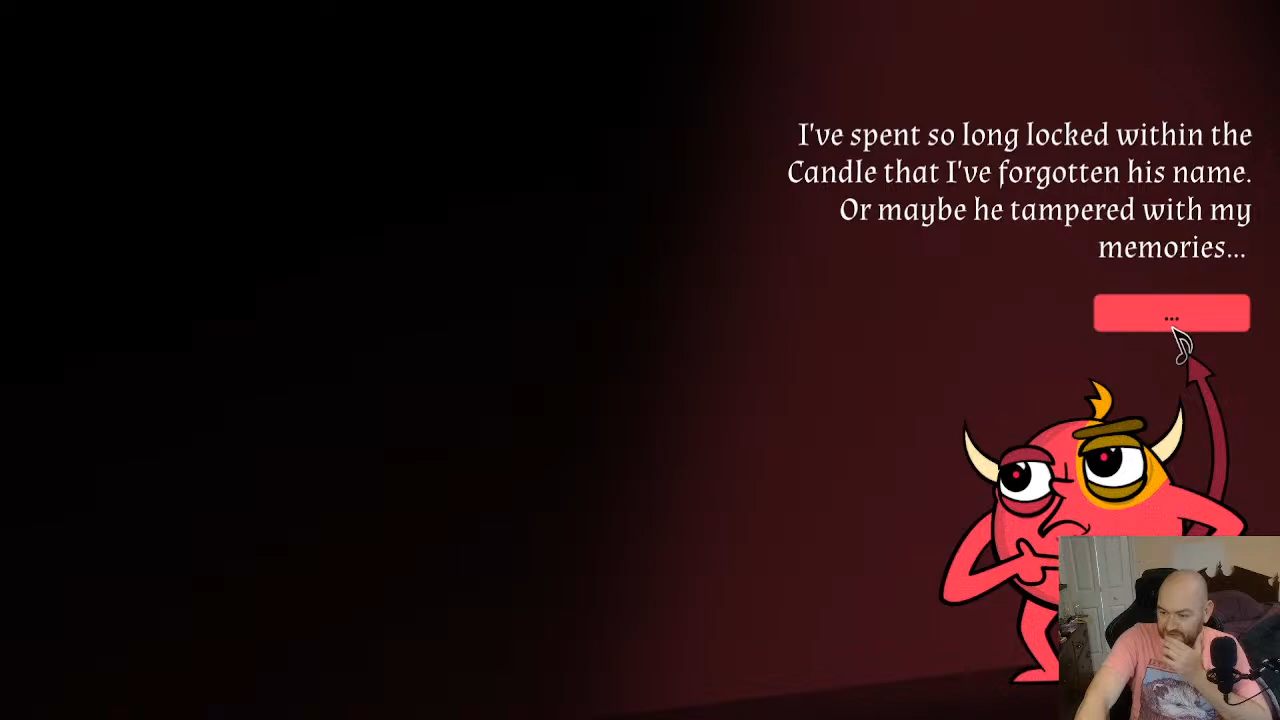 I've spent so long locked within the
Candle that I've forgotten his name.
Or maybe he tampered with my
memories...
...